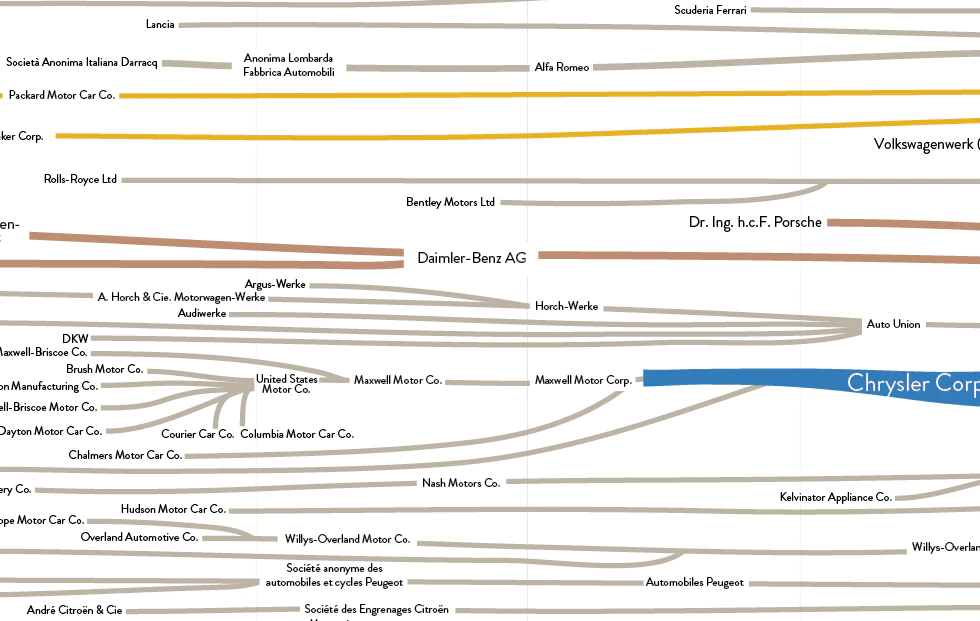 Scuderia Ferrari
Lancia
Società Anonima Italiana Darracq
Anonima Lombarda
Fabbrica Automobili
Alfa Romeo
Packard Motor Car Co.
ker Corp.
Volkswagenwerk (
Rolls-Royce Ltd
Bentley Motors Ltd
Dr. Ing. h.c.F. Porsche
en-
Daimler-Benz AG
Argus-Werke
A. Horch & Cie. Motorwagen-Werke
Horch-Werke
Audiwerke
Auto Union
DKW
Maxwell-Briscoe Co.
Brush Motor Co.
United States
Motor Co.
Maxwell Motor Co.
Maxwell Motor Corp.
Chrysler Corp
on Manufacturing Co.
ell-Briscoe Motor Co.
Dayton Motor Car Co.
Courier Car Co.
Columbia Motor Car Co.
Chalmers Motor Car Co.
Nash Motors Co.
ery Co.
Kelvinator Appliance Co.
Hudson Motor Car Co.
ope Motor Car Co.
Overland Automotive Co.
Willys-Overland Motor Co.
Willys-Overlan
Société anonyme des
automobiles et cycles Peugeot
Automobiles Peugeot
André Citroën & Cie
Société des Engrenages Citroën